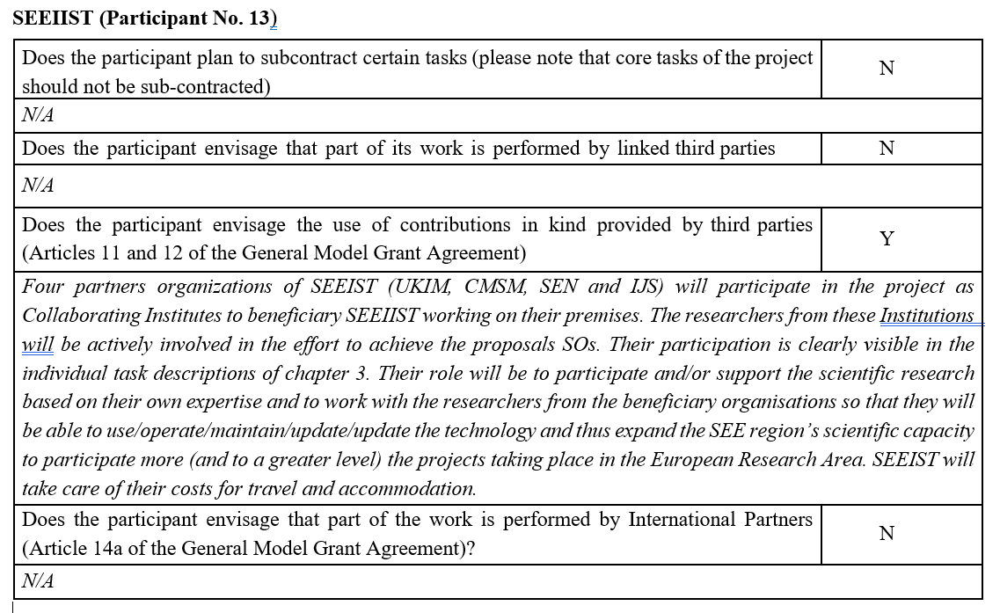 SEEIIST (Participant No. 13)
Does the participant plan to subcontract certain tasks (please note that core tasks of the project
should not be sub-contracted)
N
N/A
Does the participant envisage that part of its work is performed by linked third parties
N
N/A
Does the participant envisage the use of contributions in kind provided by third parties
(Articles 11 and 12 of the General Model Grant Agreement)
Y
Four partners organizations of SEEIST (UKIM, CMSM, SEN and IJS) will participate in the project as
Collaborating Institutes to beneficiary SEEIIST working on their premises. The researchers from these Institutions
will be actively involved in the effort to achieve the proposals SOs. Their participation is clearly visible in the
individual task descriptions of chapter 3. Their role will be to participate and/or support the scientific research
based on their own expertise and to work with the researchers from the beneficiary organisations so that they will
be able to use/operate/maintain/update/update the technology and thus expand the SEE region's scientific capacity
to participate more (and to a greater level) the projects taking place in the European Research Area. SEEIST will
take care of their costs for travel and accommodation.
Does the participant envisage that part of the work is performed by International Partners
(Article 14a of the General Model Grant Agreement)?
N
N/A